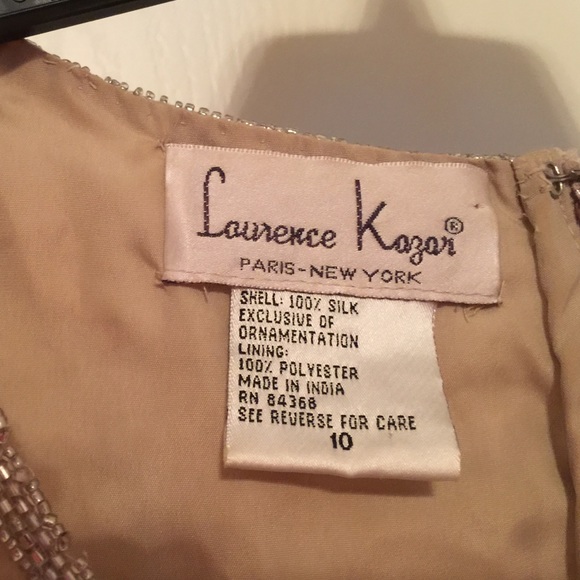 Laurence Kazar®
PARIS-NEW YORK
SHELL: 100% SILK
EXCLUSIVE OF
ORNAMENTATION
LINING:
100% POLYESTER
MADE IN INDIA
RN 84368
SEE REVERSE FOR CARE
10